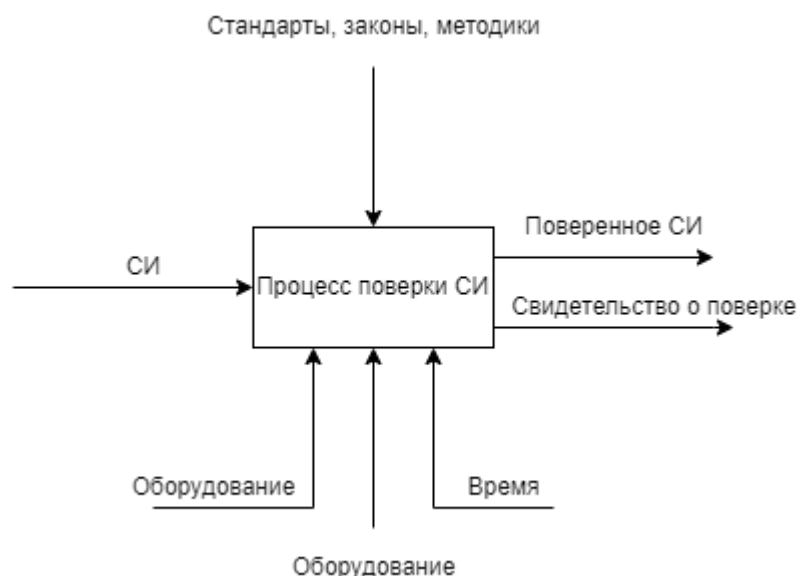 Стандарты, законы, методики
Поверенное СИ
СИ
Процесс поверки СИ
Свидетельство о поверке
Оборудование
Время
Оборудование